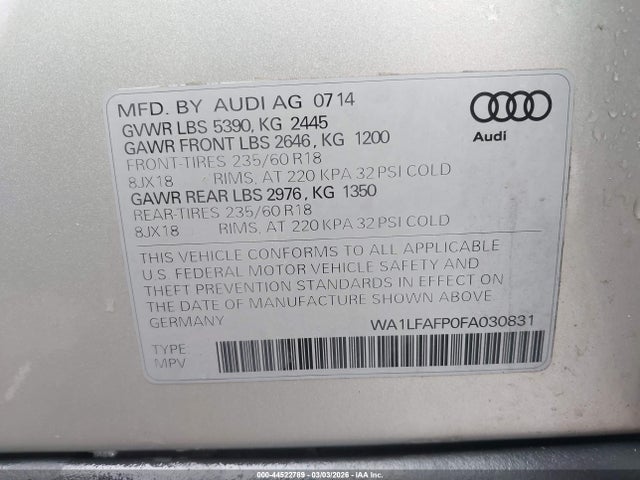 MFD. BY AUDI AG 0714
GVWR LBS 5390, KG 2445
GAWR FRONT LBS 2646, KG 1200
FRONT-TIRES 235/60 R18
8JX18 RIMS, AT 220 KPA 32 PSI COLD
GAWR REAR LBS 2976, KG 1350
REAR-TIRES 235/60 R18
8JX18 RIMS, AT 220 KPA 32 PSI COLD
Audi
THIS VEHICLE CONFORMS TO ALL APPLICABLE
U.S. FEDERAL MOTOR VEHICLE SAFETY AND
THEFT PREVENTION STANDARDS IN EFFECT ON
THE DATE OF MANUFACTURE SHOWN ABOVE.
GERMANY WA1LFAFP0FA030831
TYPE
MPV
000-44522789 - 03/03/2026 - COPYRIGHT IAA, LLC.